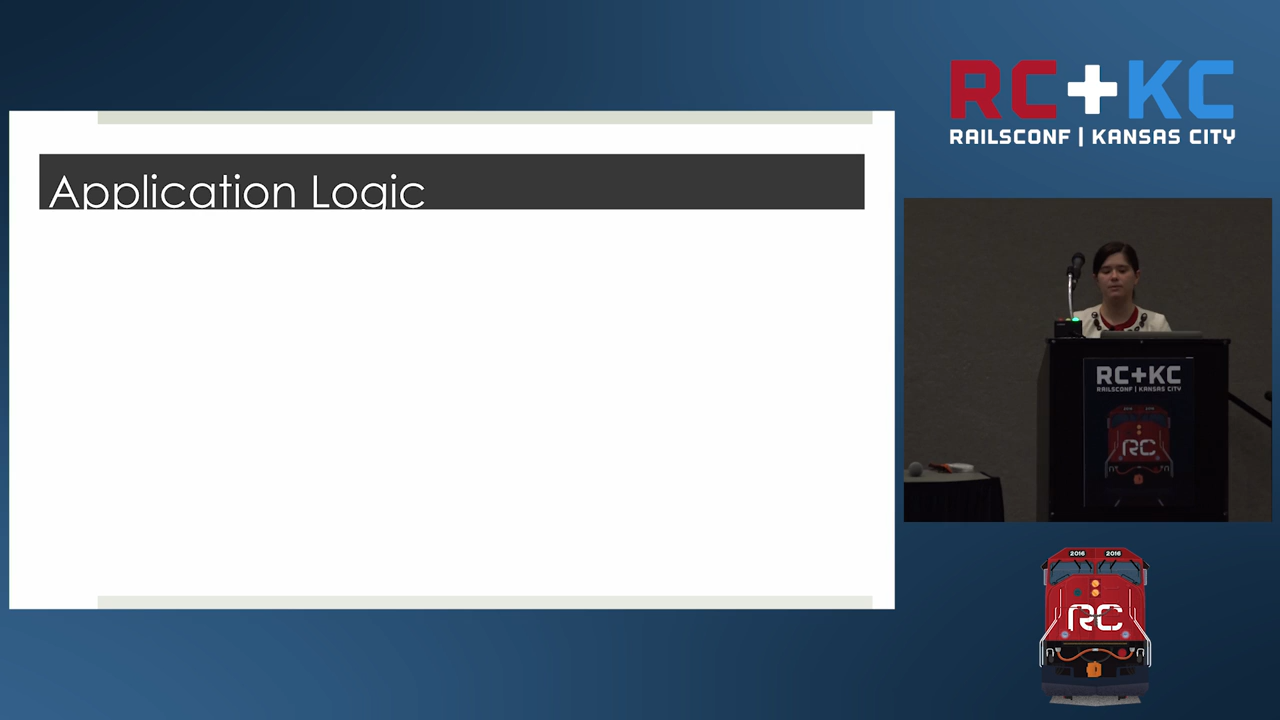 Application Logic
RC+KC
RAILSCONF | KANSAS CITY
RC+KC
RAILSCONF | KANSAS CITY
RC
2016 2016
RC